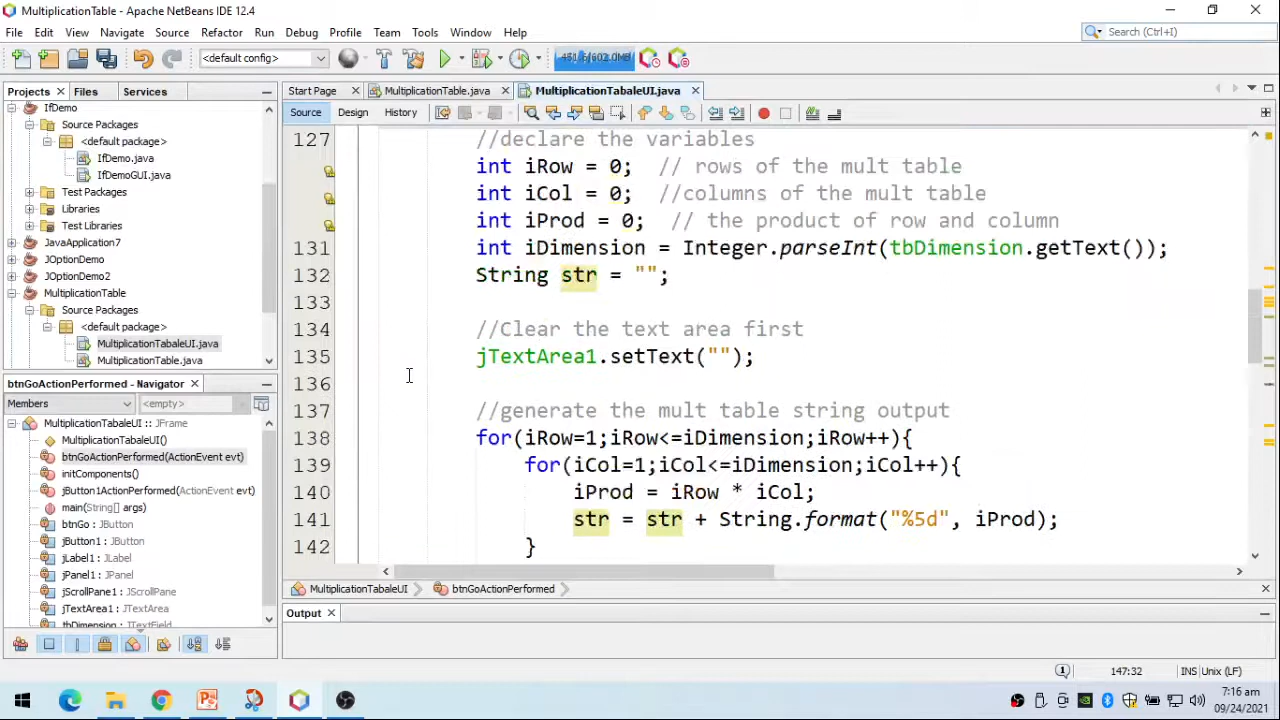 MultiplicationTable - Apache NetBeans IDE 12.4
File Edit View Navigate Source Refactor Run Debug Profile Team Tools Window Help
Search (Ctrl+I)
<default config>
Projects Files Services
IfDemo
Source Packages
<default package>
IfDemo.java
IfDemoGUI.java
Test Packages
Libraries
Test Libraries
JavaApplication7
JOptionDemo
JOptionDemo2
MultiplicationTable
Source Packages
<default package>
MultiplicationTabaleUI.java
MultiplicationTable.java
btnGoActionPerformed - Navigator
Members <empty>
MultiplicationTabaleUI :: JFrame
MultiplicationTabaleUI()
btnGoActionPerformed(ActionEvent evt)
initComponents()
jButton1ActionPerformed(ActionEvent evt)
main(String[] args)
btnGo : JButton
jButton1 : JButton
jLabel1 : JLabel
jPanel1 : JPanel
jScrollPane1 : JScrollPane
jTextArea1 : JTextArea
tbDimension : JTextField
Start Page MultiplicationTable.java MultiplicationTabaleUI.java
Source Design History
127 //declare the variables
int iRow = 0; // rows of the mult table
int iCol = 0; //columns of the mult table
int iProd = 0; // the product of row and column
131 int iDimension = Integer.parseInt(tbDimension.getText());
132 String str = "";
133
134 //Clear the text area first
135 jTextArea1.setText("");
136
137 //generate the mult table string output
138 for(iRow=1;iRow<=iDimension;iRow++){
139 for(iCol=1;iCol<=iDimension;iCol++){
140 iProd = iRow * iCol;
141 str = str + String.format("%5d", iProd);
142 }
MultiplicationTabaleUI btnGoActionPerformed
Output
1 147:32 INS Unix (LF)
7:16 am
09/24/2021